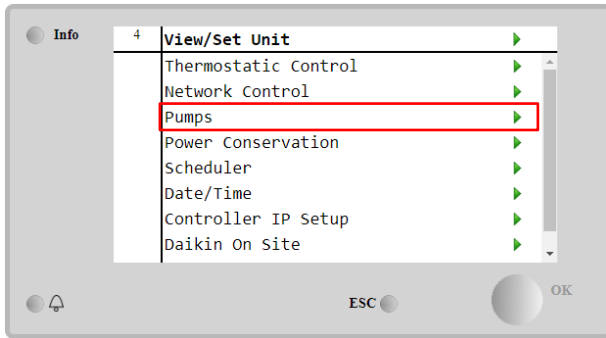 Info
4 View/Set Unit
Thermostatic Control
Network Control
Pumps
Power Conservation
Scheduler
Date/Time
Controller IP Setup
Daikin On Site
ESC OK